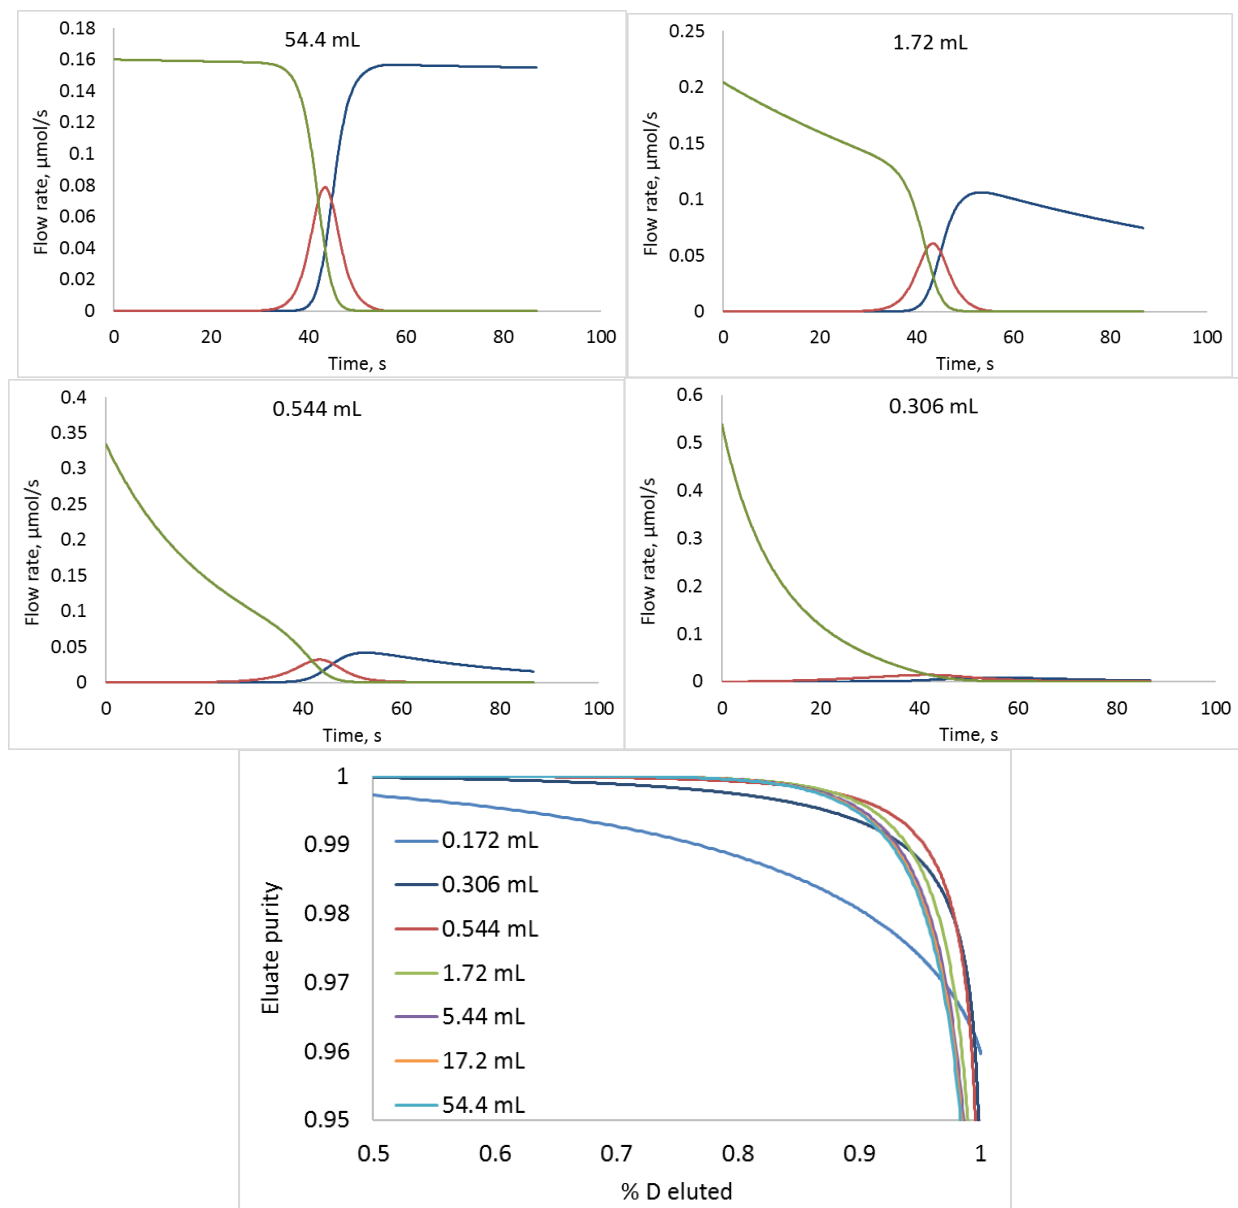 54.4 mL
Flow rate, µmol/s
0.18
0.16
0.14
0.12
0.1
0.08
0.06
0.04
0.02
0
0 20 40 60 80 100
Time, s
1.72 mL
Flow rate, µmol/s
0.25
0.2
0.15
0.1
0.05
0
0 20 40 60 80 100
Time, s
0.544 mL
Flow rate, µmol/s
0.4
0.35
0.3
0.25
0.2
0.15
0.1
0.05
0
0 20 40 60 80 100
Time, s
0.306 mL
Flow rate, µmol/s
0.6
0.5
0.4
0.3
0.2
0.1
0
0 20 40 60 80 100
Time, s
Eluate purity
1
0.99
0.98
0.97
0.96
0.95
0.172 mL
0.306 mL
0.544 mL
1.72 mL
5.44 mL
17.2 mL
54.4 mL
0.5 0.6 0.7 0.8 0.9 1
% D eluted